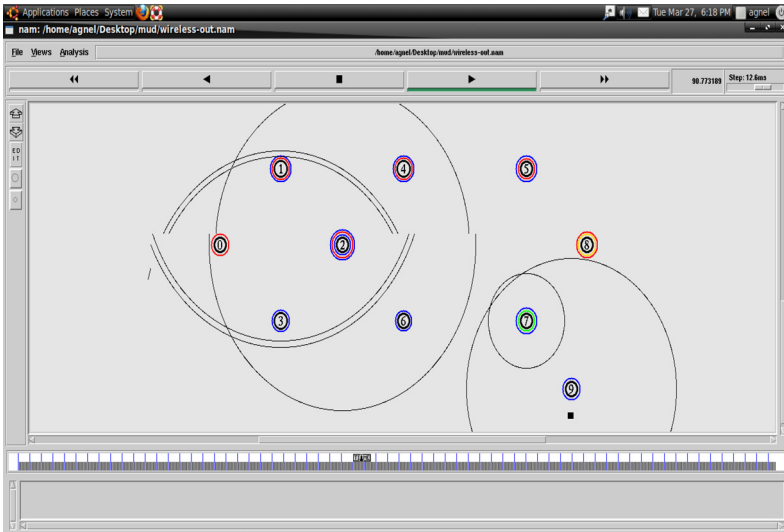 Applications Places System Tue Mar 27, 6:18 PM agnel
nam: /home/agnel/Desktop/mud/wireless-out.nam
File Views Analysis /home/agnel/Desktop/mud/wireless-out.nam
90.773189 Step: 12.6ms
ED
IT
1 4 5
0 2 8
3 6 7
9